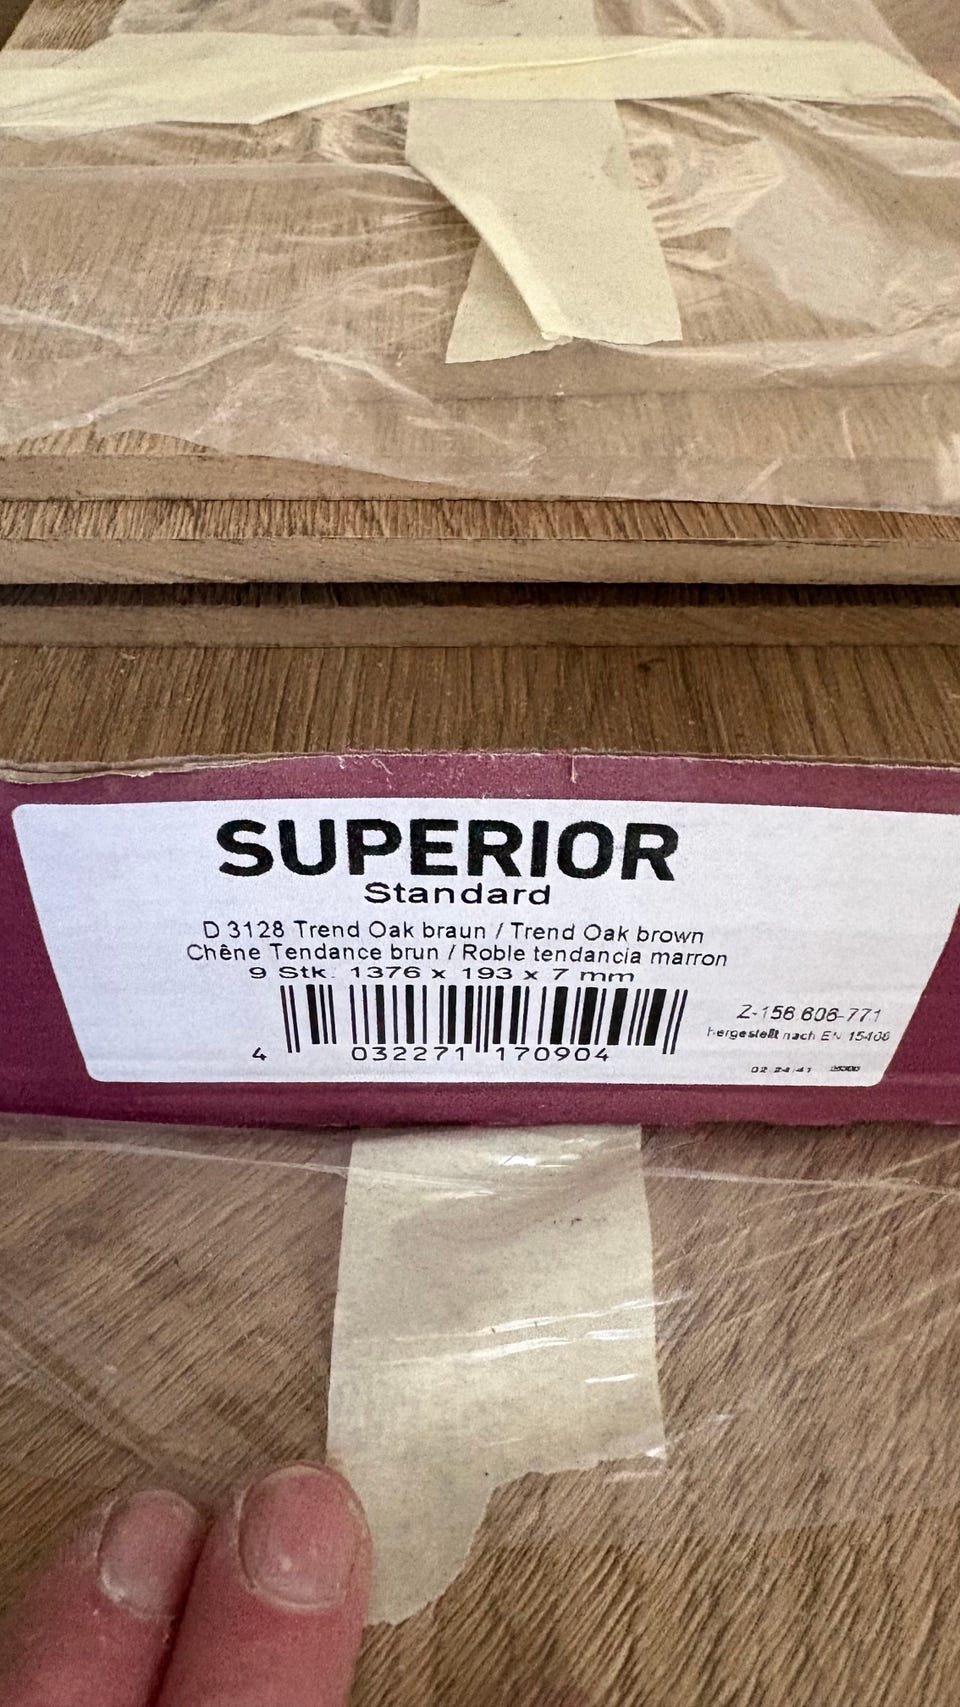 SUPERIOR
Standard
D 3128 Trend Oak braun / Trend Oak brown
Chêne Tendance brun / Roble tendancia marron
9 Stk. 1376 x 193 x 7 mm
4 032271 170904
Z-156.606-771
hergestellt nach EN